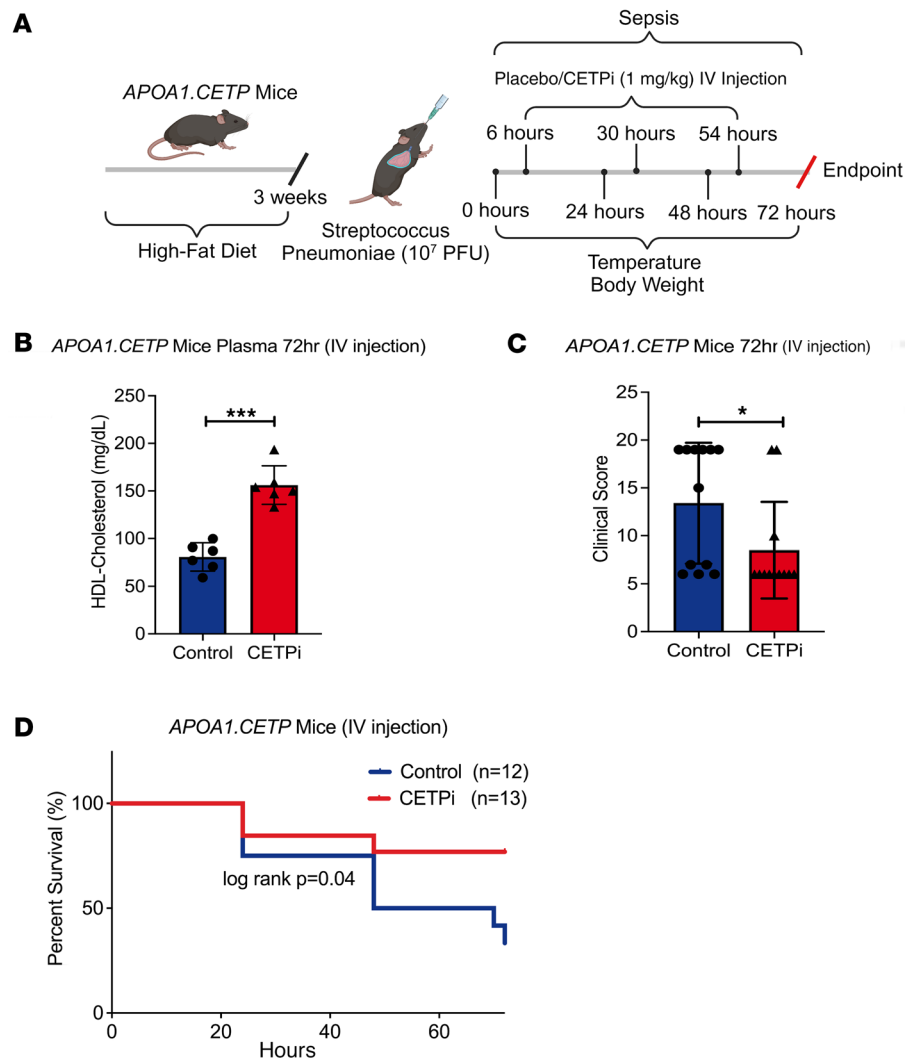 A
Sepsis
Placebo/CETPi (1 mg/kg) IV Injection
APOA1.CETP Mice
6 hours
30 hours
54 hours
Endpoint
3 weeks
0 hours
24 hours
48 hours
72 hours
High-Fat Diet
Streptococcus
Pneumoniae (10⁷ PFU)
Temperature
Body Weight
B
APOA1.CETP Mice Plasma 72hr (IV injection)
HDL-Cholesterol (mg/dL)
250
200
150
100
50
0
***
Control
CETPi
C
APOA1.CETP Mice 72hr (IV injection)
Clinical Score
25
20
15
10
5
0
*
Control
CETPi
D
APOA1.CETP Mice (IV injection)
Percent Survival (%)
100
50
0
Control (n=12)
CETPi (n=13)
log rank p=0.04
0
20
40
60
Hours